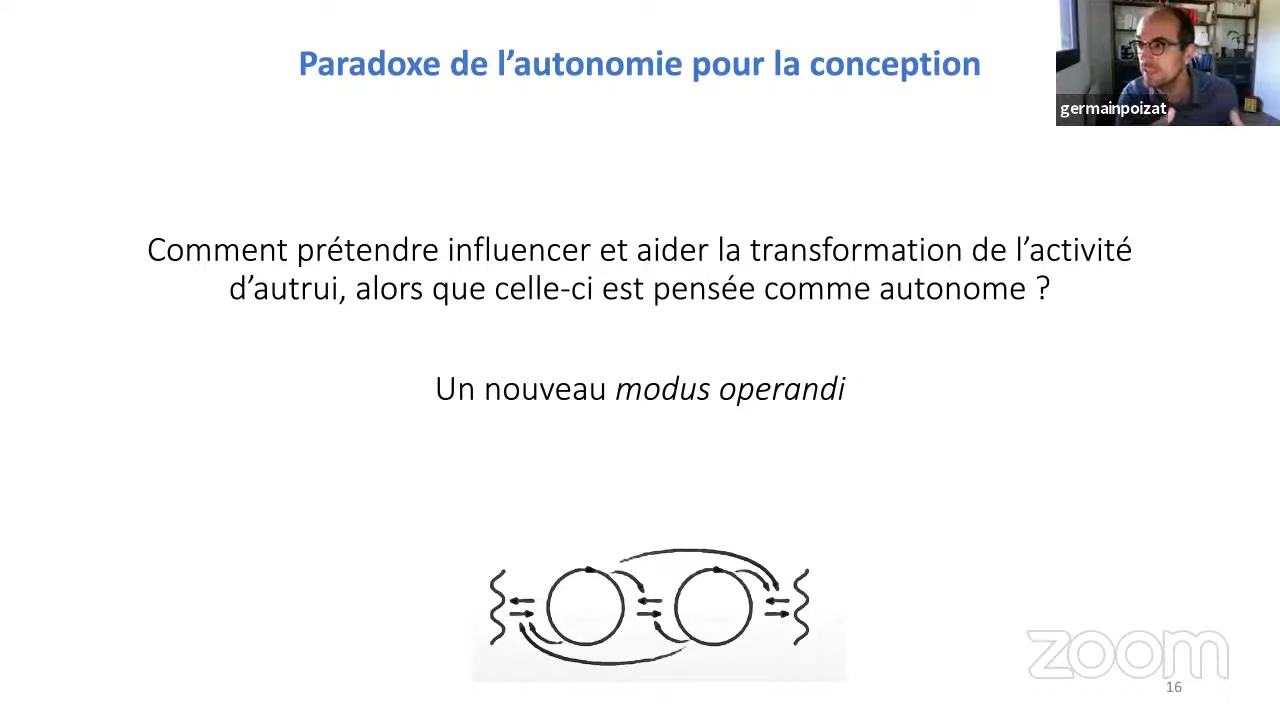 Paradoxe de l’autonomie pour la conception
germainpoizat
Comment prétendre influencer et aider la transformation de l’activité
d’autrui, alors que celle-ci est pensée comme autonome ?
Un nouveau modus operandi
zoom
16